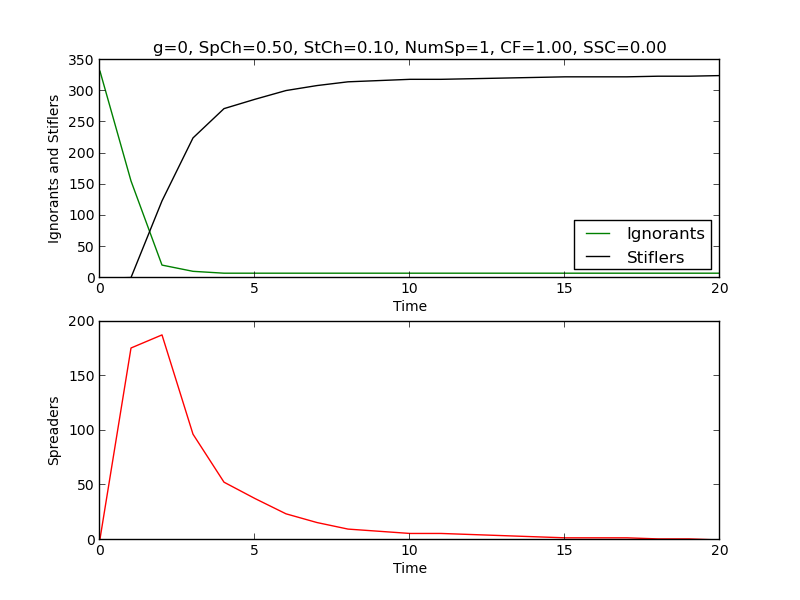 g=0, SpCh=0.50, StCh=0.10, NumSp=1, CF=1.00, SSC=0.00
350
300
250
200
150
100
50
0
Ignorants and Stiflers
Ignorants
Stiflers
0 5 10 15 20
Time
200
150
100
50
0
Spreaders
0 5 10 15 20
Time